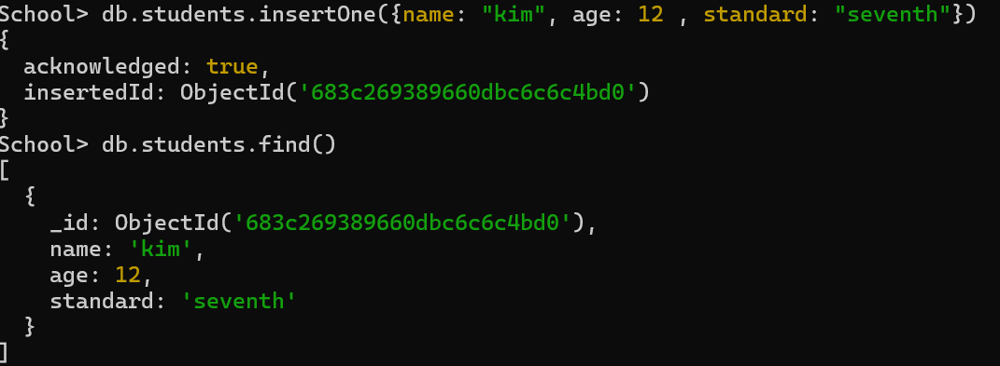 School> db.students.insertOne({name: "kim", age: 12 , standard: "seventh"})
{
  acknowledged: true,
  insertedId: ObjectId('683c269389660dbc6c6c4bd0')
}
School> db.students.find()
[
  {
    _id: ObjectId('683c269389660dbc6c6c4bd0'),
    name: 'kim',
    age: 12,
    standard: 'seventh'
  }
]